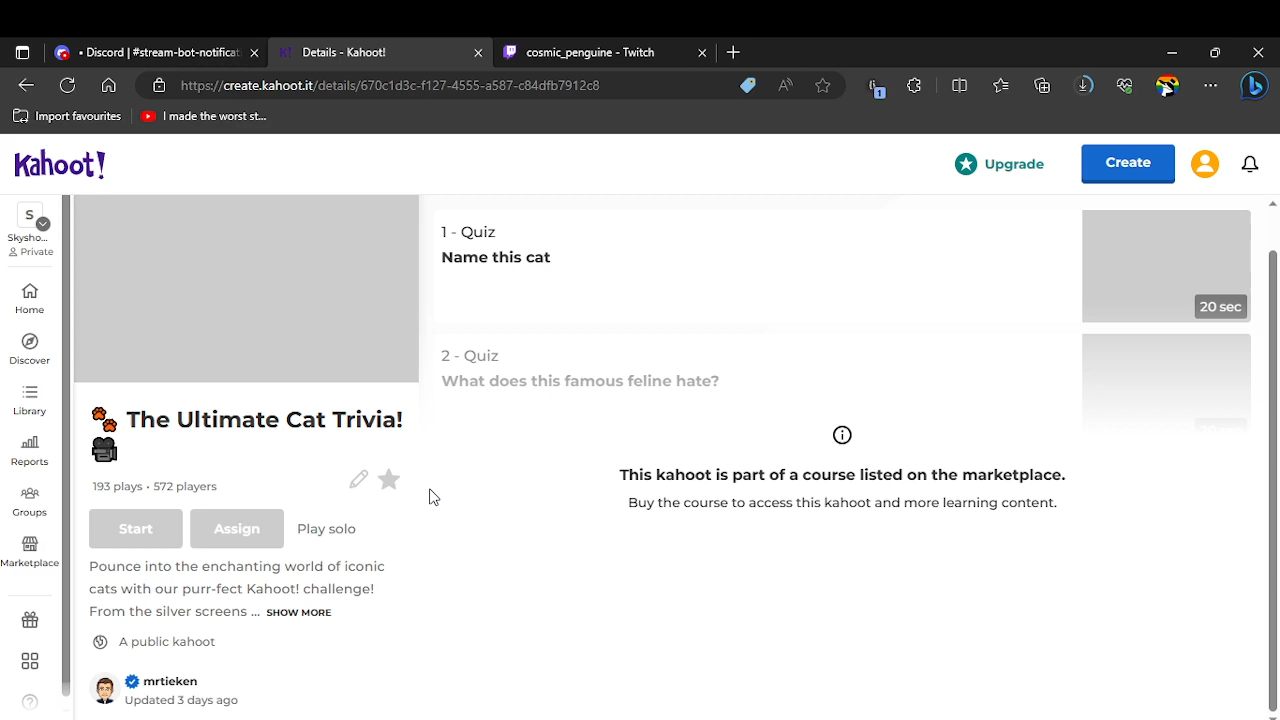 • Discord | #stream-bot-notificat
Details - Kahoot!
cosmic_penguine - Twitch
https://create.kahoot.it/details/670c1d3c-f127-4555-a587-c84dfb7912c8
1
Import favourites
I made the worst st...
Kahoot!
Upgrade
Create
S
Skysho...
Private
Home
Discover
Library
Reports
Groups
Marketplace
1 - Quiz
Name this cat
20 sec
2 - Quiz
What does this famous feline hate?
20 sec
The Ultimate Cat Trivia!
193 plays • 572 players
Start
Assign
Play solo
Pounce into the enchanting world of iconic
cats with our purr-fect Kahoot! challenge!
From the silver screens ... SHOW MORE
A public kahoot
mrtieken
Updated 3 days ago
This kahoot is part of a course listed on the marketplace.
Buy the course to access this kahoot and more learning content.